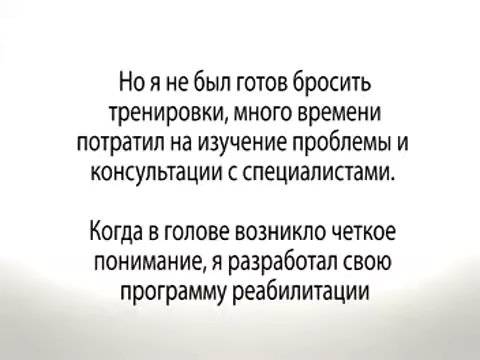 Но я не был готов бросить
тренировки, много времени
потратил на изучение проблемы и
консультации с специалистами.
Когда в голове возникло четкое
понимание, я разработал свою
программу реабилитации